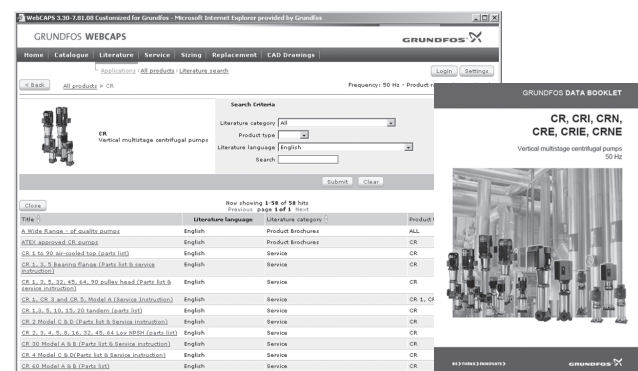 WebCAPS 3.30-7.81.08 Customized for Grundfos - Microsoft Internet Explorer provided by Grundfos
GRUNDFOS WEBCAPS
GRUNDFOS
Home Catalogue Literature Service Sizing Replacement CAD Drawings
Applications All products Literature search
Login Settings
< Back All products > CR
Frequency: 50 Hz - Product
CR
Vertical multistage centrifugal pumps
Search Criteria
Literature category All
Product type
Literature language English
Search
Submit Clear
Close
Now showing 1-58 of 58 hits
Previous page 1 of 1 Next
Title Literature language Literature category Product
A Wide Range - of quality pumps English Product Brochures ALL
ATEX approved CR pumps English Product Brochures CR
CR 1 to 90 air-cooled top (parts list) English Service CR
CR 1, 3, 5 Bearing flange (Parts list & service
instruction) English Service CR
CR 1, 3, 5, 32, 45, 64, 90 pulley head (Parts list &
service instruction) English Service CR
CR 1, CR 3 and CR 5, Model A (Service Instruction) English Service CR 1, CR
CR 1,3, 5, 10, 15, 20 tandem (parts list) English Service CR
CR 2 Model C & D (Parts list & Service instruction) English Service CR
CR 2, 3, 4, 5, 8, 16, 32, 45, 64 Low NPSH (parts list) English Service CR
CR 30 Model A & B (Parts list & Service instruction) English Service CR
CR 4 Model C & D(Parts list & Service instruction) English Service CR
CR 60 Model A & B (Parts list) English Service CR
GRUNDFOS DATA BOOKLET
CR, CRI, CRN,
CRE, CRIE, CRNE
Vertical multistage centrifugal pumps
50 Hz
BE > THINK > INNOVATE >
GRUNDFOS